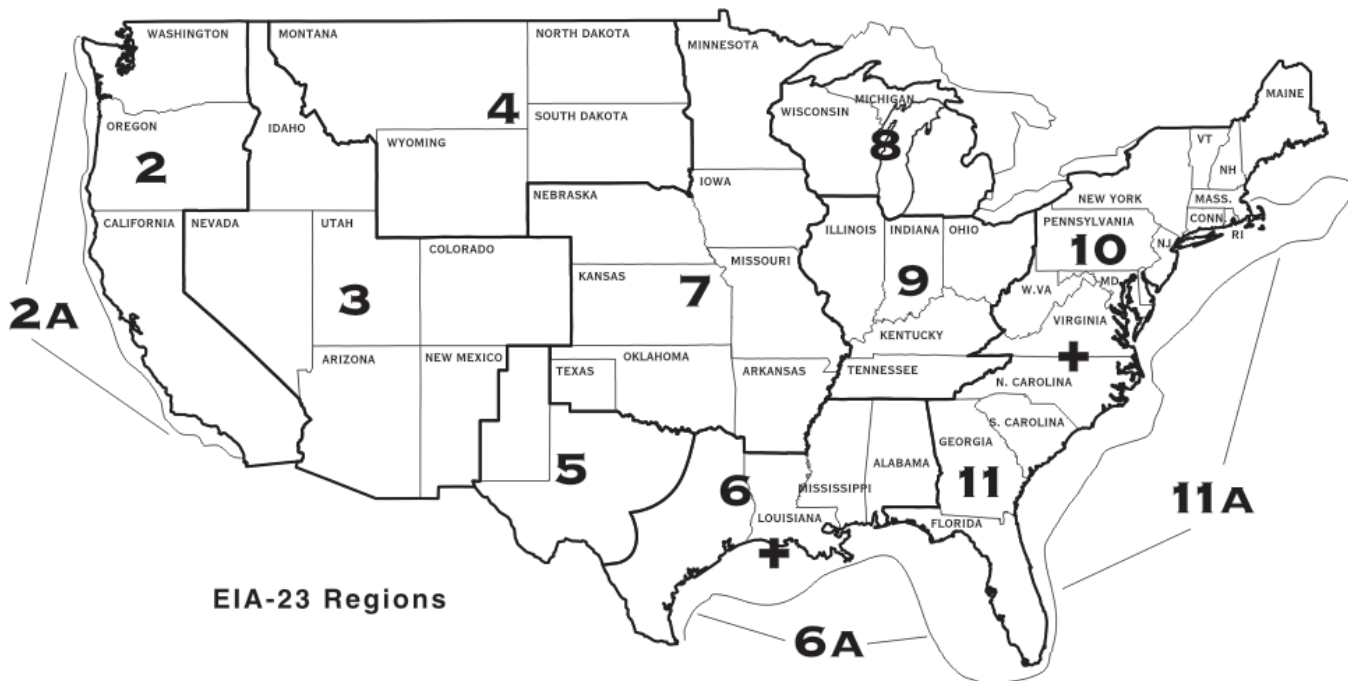 WASHINGTON
MONTANA
NORTH DAKOTA
MINNESOTA
MAINE
MICHIGAN
WISCONSIN
4
SOUTH DAKOTA
OREGON
IDAHO
WYOMING
8
VT
NH
2
IOWA
NEBRASKA
NEW YORK
MASS.
CALIFORNIA
NEVADA
UTAH
COLORADO
ILLINOIS
INDIANA
OHIO
PENNSYLVANIA
CONN.
RI
10
NJ
KANSAS
MISSOURI
9
W.VA
MD.
7
2A
3
VIRGINIA
KENTUCKY
ARIZONA
NEW MEXICO
OKLAHOMA
TEXAS
ARKANSAS
TENNESSEE
N. CAROLINA
S. CAROLINA
GEORGIA
ALABAMA
5
6
11
MISSISSIPPI
11A
LOUISIANA
FLORIDA
EIA-23 Regions
6A